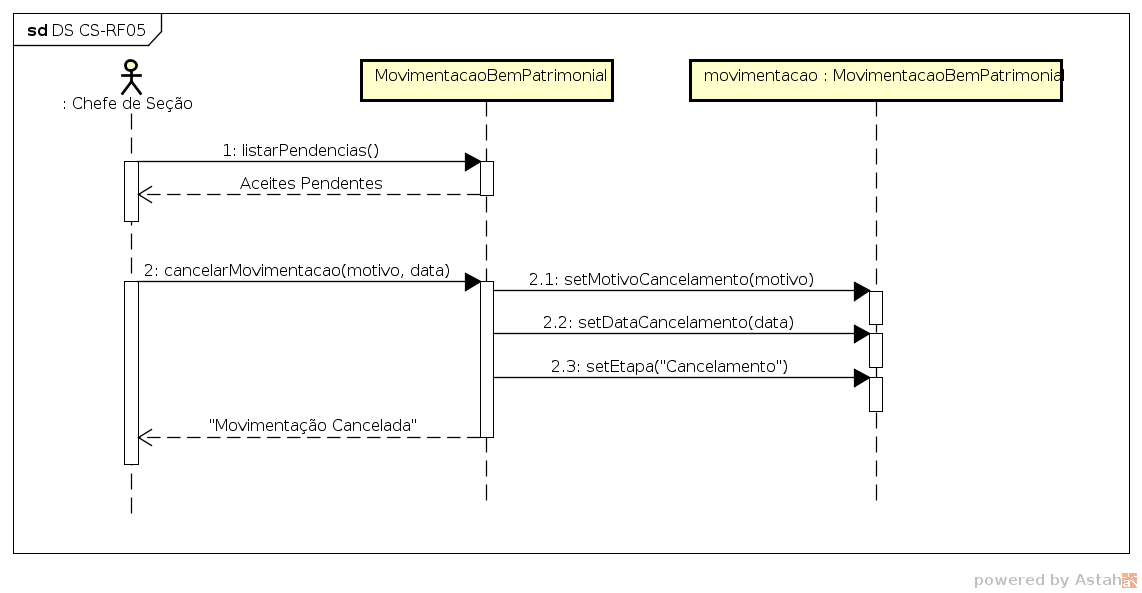 sd DS CS-RF05
: Chefe de Seção
MovimentacaoBemPatrimonial
movimentacao : MovimentacaoBemPatrimonial
1: listarPendencias()
Aceites Pendentes
2: cancelarMovimentacao(motivo, data)
2.1: setMotivoCancelamento(motivo)
2.2: setDataCancelamento(data)
2.3: setEtapa("Cancelamento")
"Movimentação Cancelada"
powered by Astah